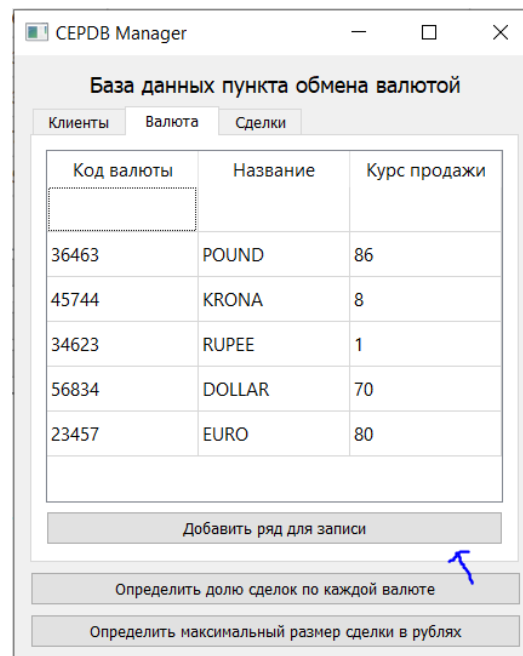 CEPDB Manager
База данных пункта обмена валютой
Клиенты Валюта Сделки
Код валюты Название Курс продажи
36463 POUND 86
45744 KRONA 8
34623 RUPEE 1
56834 DOLLAR 70
23457 EURO 80
Добавить ряд для записи
Определить долю сделок по каждой валюте
Определить максимальный размер сделки в рублях